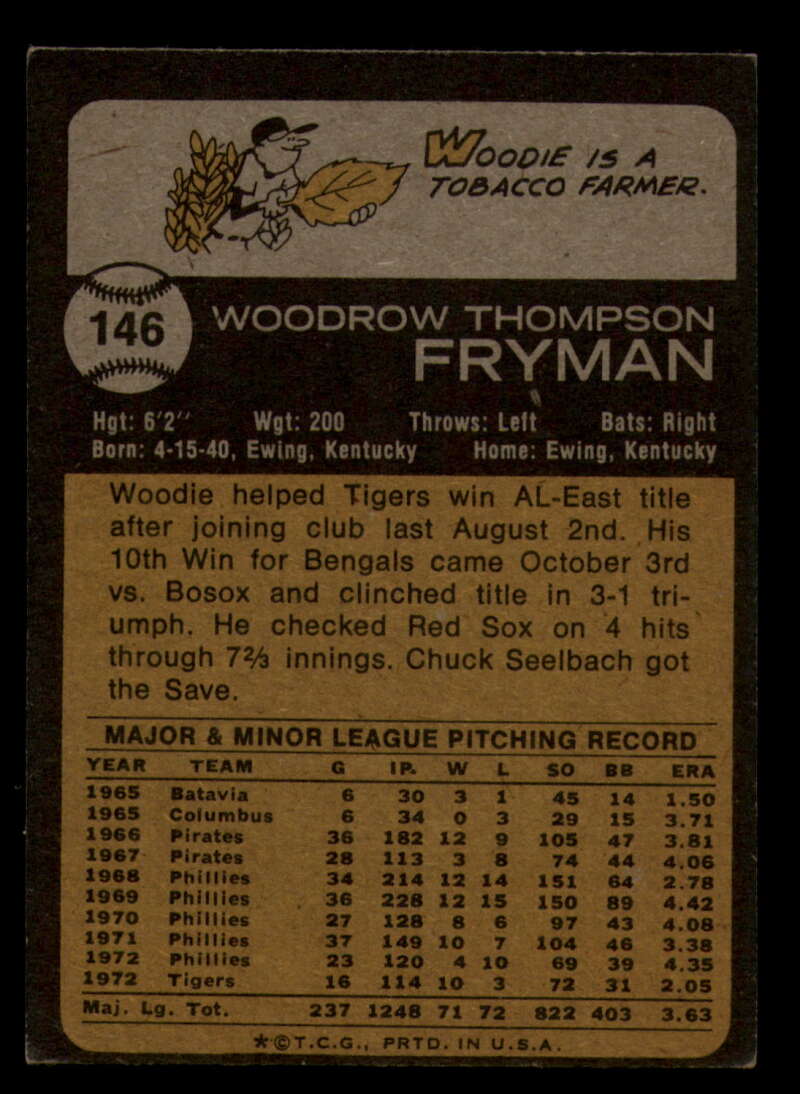 WOODIE IS A
TOBACCO FARMER.
146
WOODROW THOMPSON
FRYMAN
Hgt: 6'2" Wgt: 200 Throws: Left Bats: Right
Born: 4-15-40, Ewing, Kentucky Home: Ewing, Kentucky
Woodie helped Tigers win AL-East title
after joining club last August 2nd. His
10th Win for Bengals came October 3rd
vs. Bosox and clinched title in 3-1 tri-
umph. He checked Red Sox on 4 hits
through 7⅔ innings. Chuck Seelbach got
the Save.
MAJOR & MINOR LEAGUE PITCHING RECORD
YEAR TEAM G IP. W L SO BB ERA
1965 Batavia 6 30 3 1 45 14 1.50
1965 Columbus 6 34 0 3 29 15 3.71
1966 Pirates 36 182 12 9 105 47 3.81
1967 Pirates 28 113 3 8 74 44 4.06
1968 Phillies 34 214 12 14 151 64 2.78
1969 Phillies 36 228 12 15 150 89 4.42
1970 Phillies 27 128 8 6 97 43 4.08
1971 Phillies 37 149 10 7 104 46 3.38
1972 Phillies 23 120 4 10 69 39 4.35
1972 Tigers 16 114 10 3 72 31 2.05
Maj. Lg. Tot. 237 1248 71 72 822 403 3.63
*©T.C.G., PRTD. IN U.S.A.